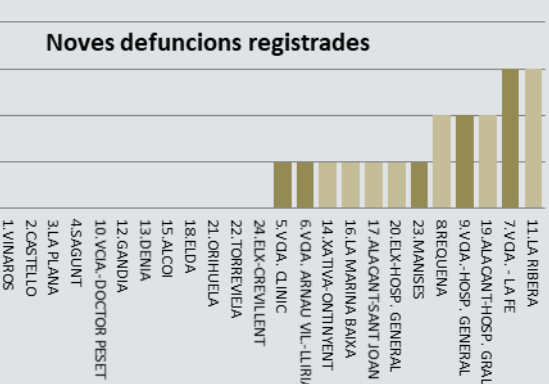 Noves defuncions registrades
1.VINAROS
2.CASTELLO
3.LA PLANA
4.SAGUNT
10.VCIA-DOCTOR PESET
12.GANDIA
13.DENIA
15.ALCOI
18.ELDA
21.ORIHUELA
22.TORREVIEJA
24.ELX-CREVILLENT
5.VCIA. CLINIC
6.VCIA. ARNAU VIL.-LLIRIA
14.XATIVA-ONTINYENT
16.LA MARINA BAIXA
17.ALACANT-SANT JOAN
20.ELX-HOSP. GENERAL
23.MANISES
8.REQUENA
9.VCIA.-HOSP. GENERAL
19.ALACANT-HOSP. GRAL
7.VCIA. - LA FE
11.LA RIBERA